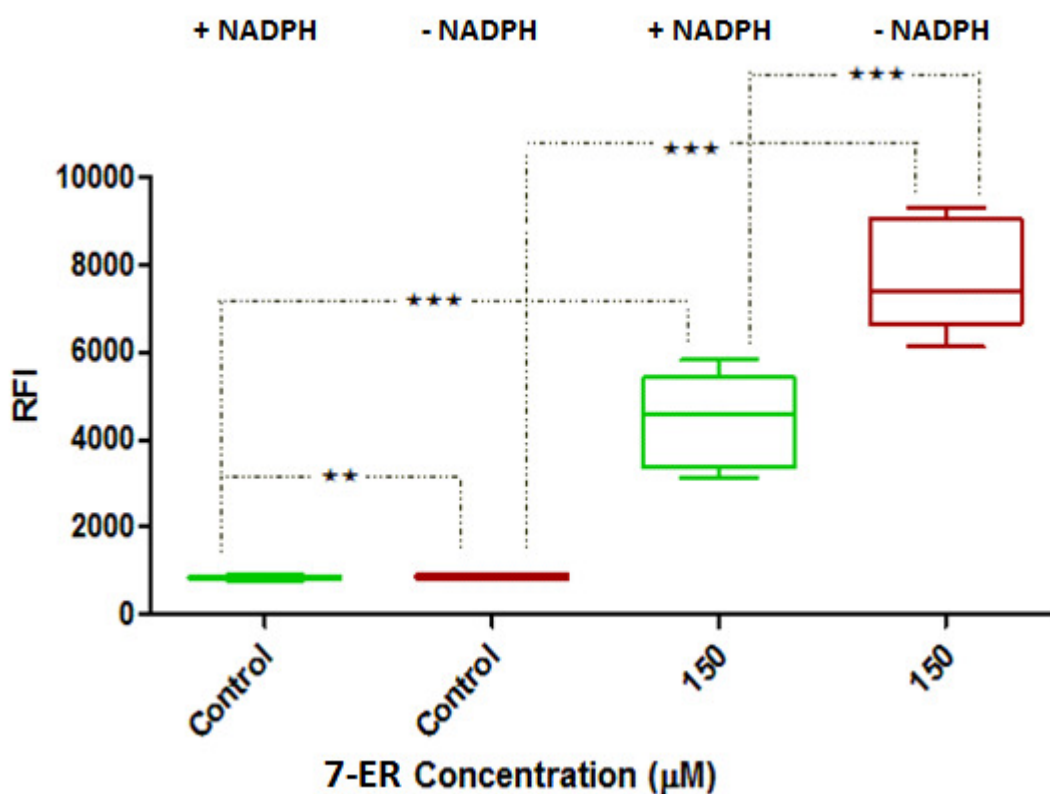 + NADPH - NADPH + NADPH - NADPH
★★★
★★★
★★★
★★
10000
8000
6000
4000
2000
0
RFI
Control Control 150 150
7-ER Concentration (μM)